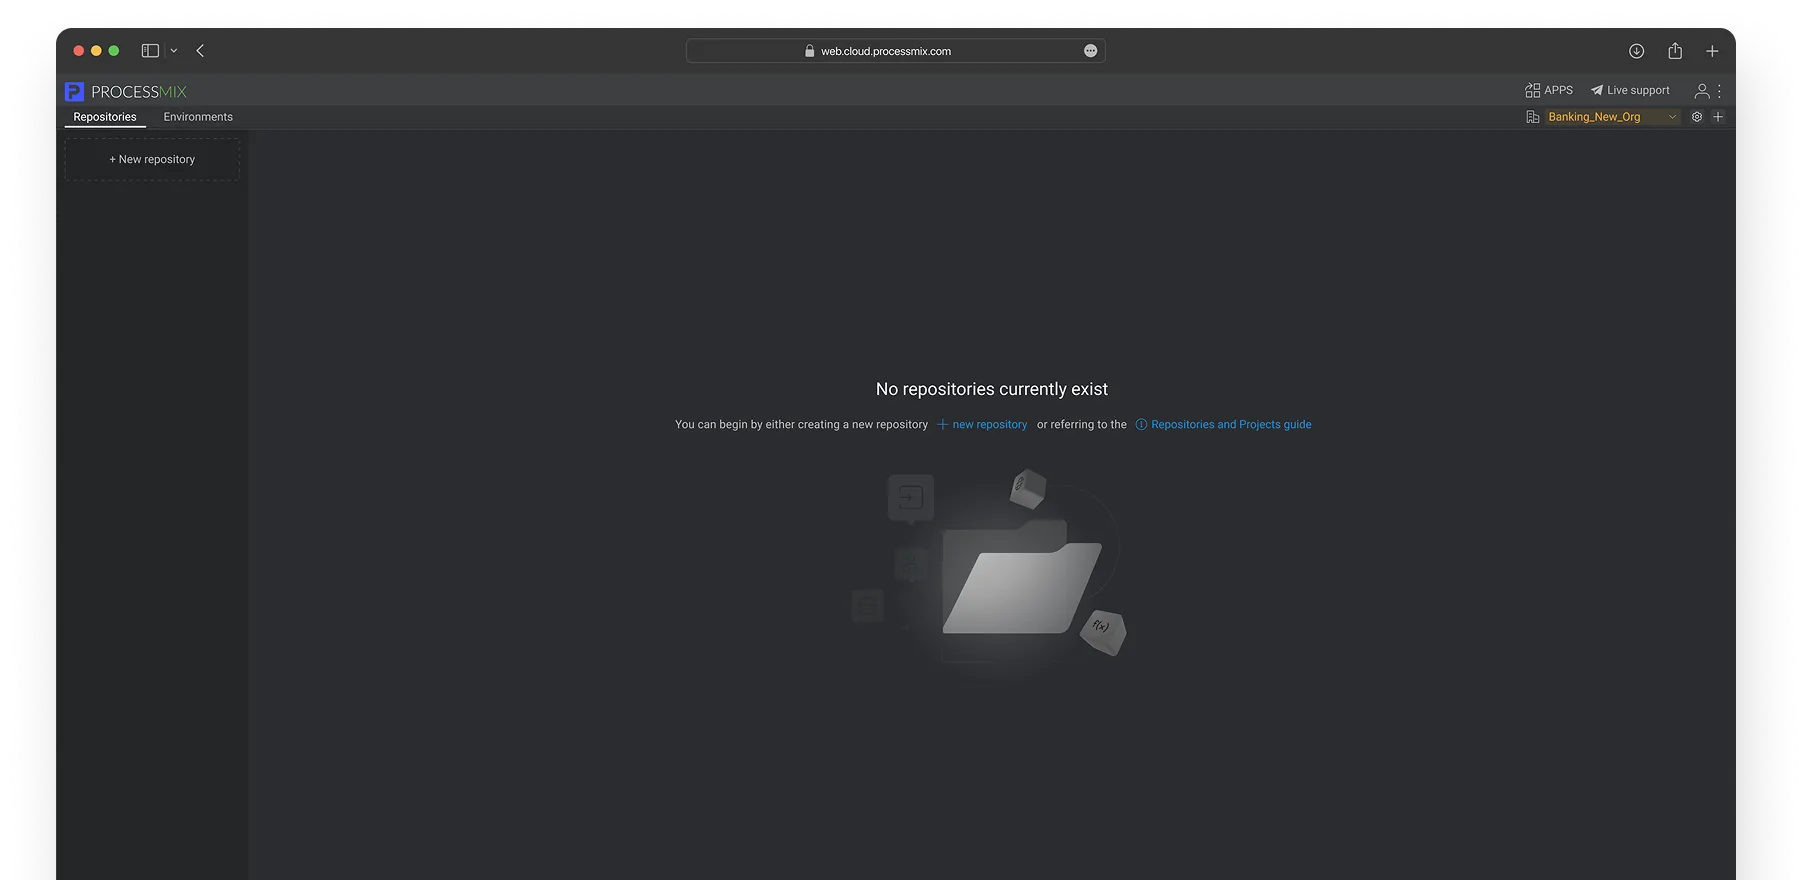 web.cloud.processmix.com
PROCESSMIX
APPS Live support
Repositories Environments
Banking_New_Org
+ New repository
No repositories currently exist
You can begin by either creating a new repository + new repository or referring to the Repositories and Projects guide
f(x)